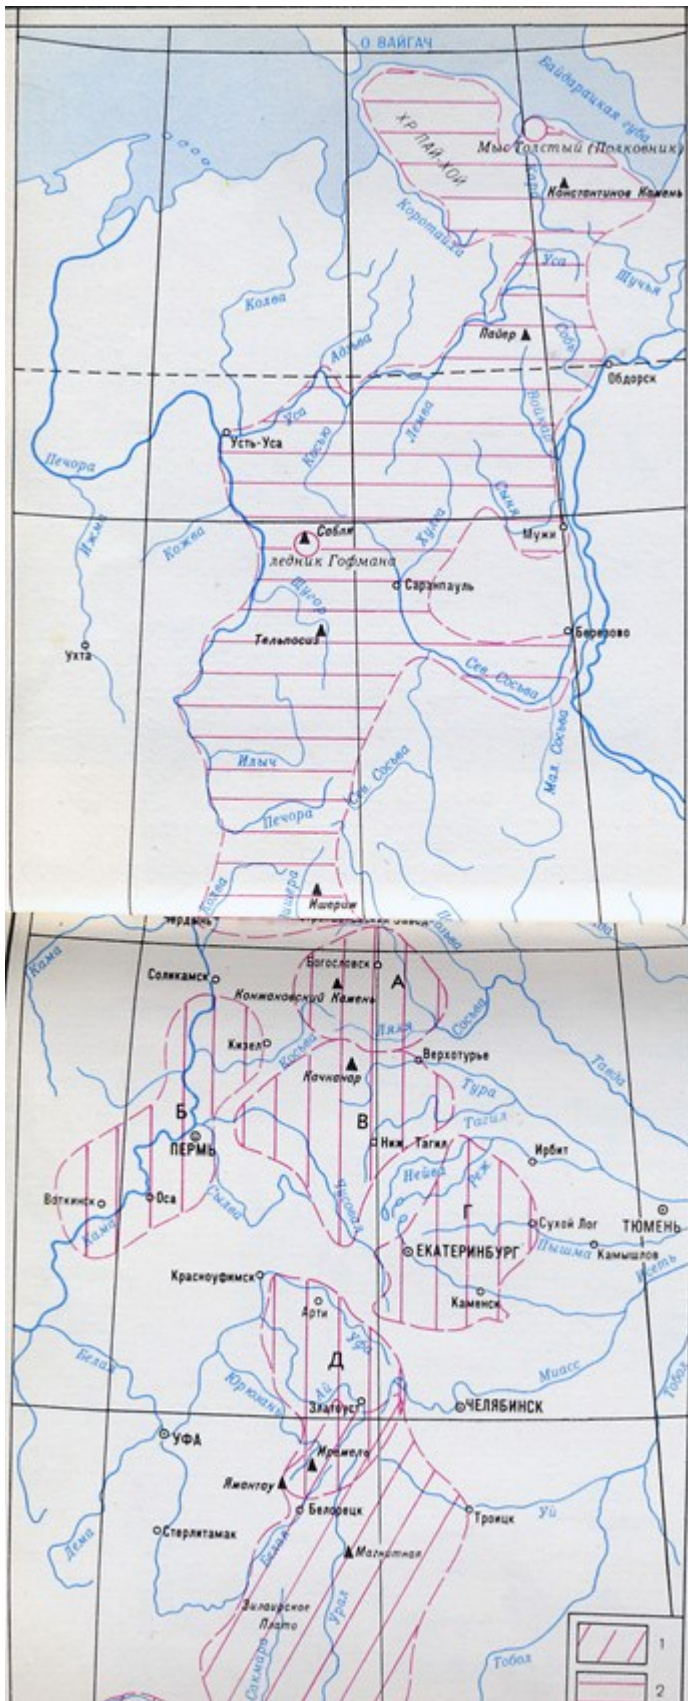 О ВАЙГАЧ
Байдарацкая губа
ХР ПАЙ-ХОЙ
Мыс Толстый (Полковник)
Кара
Константинов Камень
Коротаиха
Уса
Щучья
Колва
Адзьва
Пайер
Собь
Обдорск
Уса
Лемва
Войкар
Усть-Уса
Косью
Печора
Сыня
Ижма
Кожва
Собля
Хулга
Мужи
ледник Гофмана
Саранпауль
Щугор
Тельпосиз
Березово
Ухта
Сев. Сосьва
Мал. Сосьва
Илыч
Сев. Сосьва
Печора
Ишерим
Кама
Богословск
А
Соликамск
Конжаковский Камень
Ляля
Сосьва
Кизел
Косьва
Верхотурье
Тавда
Качканар
Тура
Тагил
Б
В
ПЕРМЬ
Ниж. Тагил
Ирбит
Нейва
Реж
Воткинск
Оса
Сылва
Чусовая
Г
Сухой Лог
ТЮМЕНЬ
Кама
ЕКАТЕРИНБУРГ
Пышма
Камышлов
Исеть
Красноуфимск
Каменск
Арти
Уфа
Белая
Д
Миасс
Юрюзань
Ай
Тобол
Златоуст
ЧЕЛЯБИНСК
УФА
Иремель
Ямантау
Белорецк
Троицк
Уй
Дема
Стерлитамак
Белая
Магнитная
Зилаирское
Плато
Урал
Сакмара
Тобол
1
2